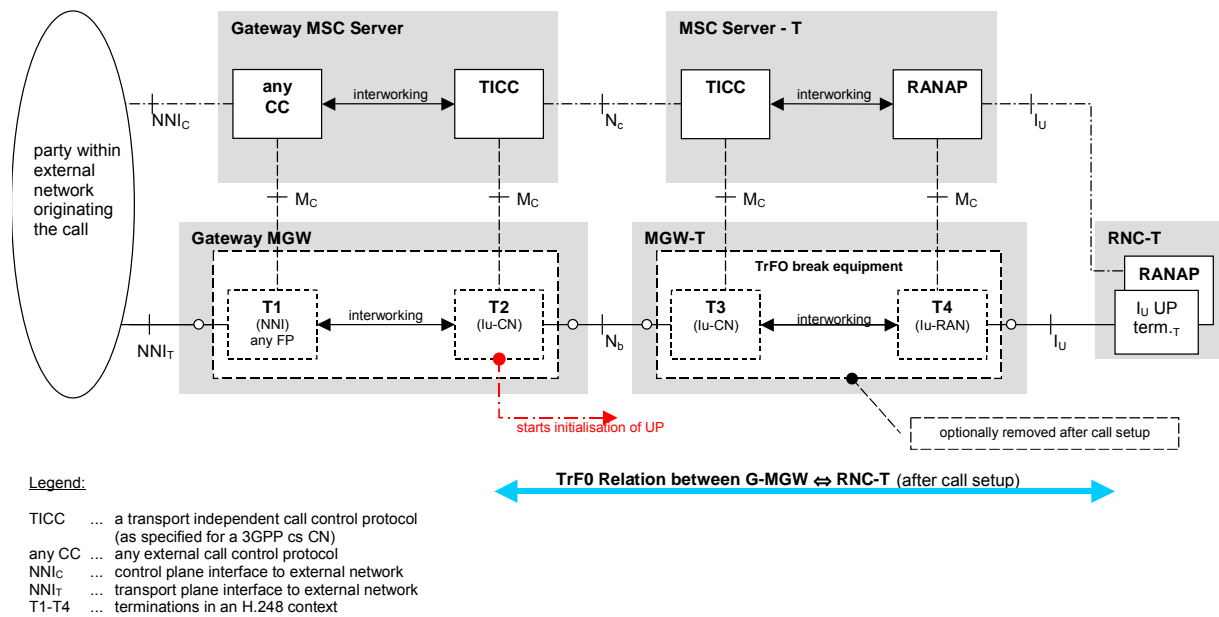 Gateway MSC Server
MSC Server - T
any
CC
interworking
TICC
TICC
interworking
RANAP
NNIC
Nc
IU
party within
external
network
originating
the call
MC
MC
MC
MC
Gateway MGW
MGW-T
RNC-T
TrFO break equipment
RANAP
T1
(NNI)
any FP
interworking
T2
(Iu-CN)
T3
(Iu-CN)
interworking
T4
(Iu-RAN)
IU UP
term.T
NNIT
Nb
IU
starts initialisation of UP
optionally removed after call setup
TrF0 Relation between G-MGW ⇔ RNC-T (after call setup)
Legend:
TICC ... a transport independent call control protocol
(as specified for a 3GPP cs CN)
any CC ... any external call control protocol
NNIC ... control plane interface to external network
NNIT ... transport plane interface to external network
T1-T4 ... terminations in an H.248 context